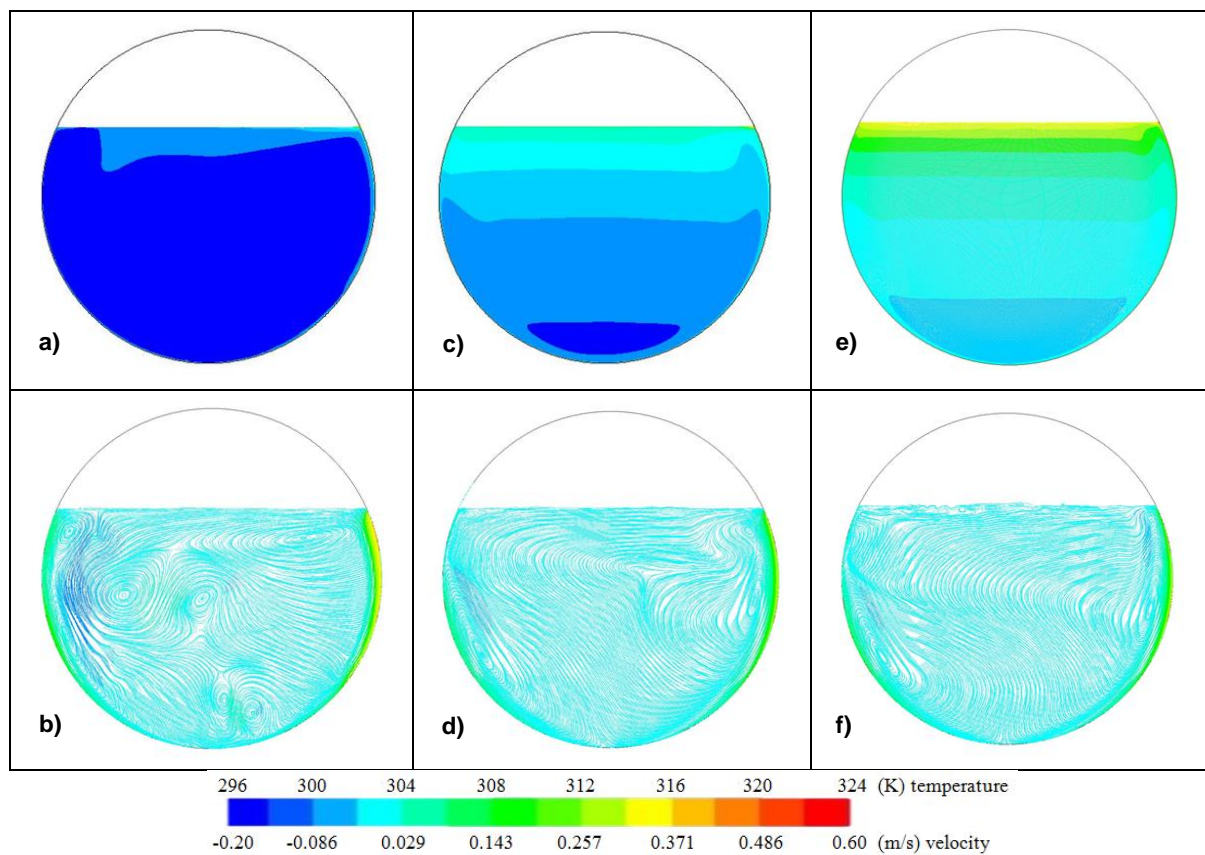 a)
c)
e)
b)
d)
f)
296 300 304 308 312 316 320 324 (K) temperature
-0.20 -0.086 0.029 0.143 0.257 0.371 0.486 0.60 (m/s) velocity